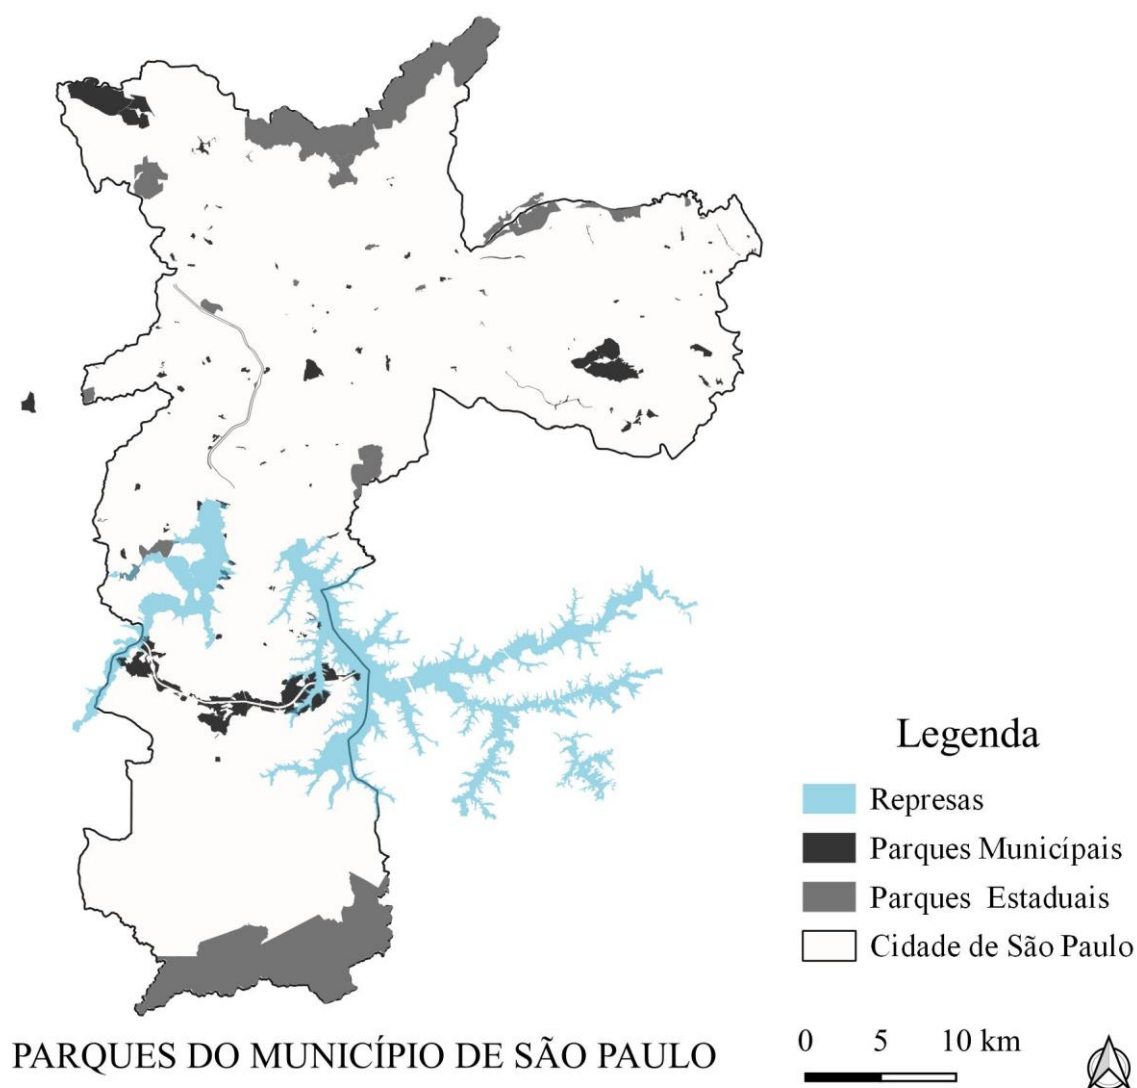 Legenda
Represas
Parques Municípais
Parques Estaduais
Cidade de São Paulo
PARQUES DO MUNICÍPIO DE SÃO PAULO
0 5 10 km